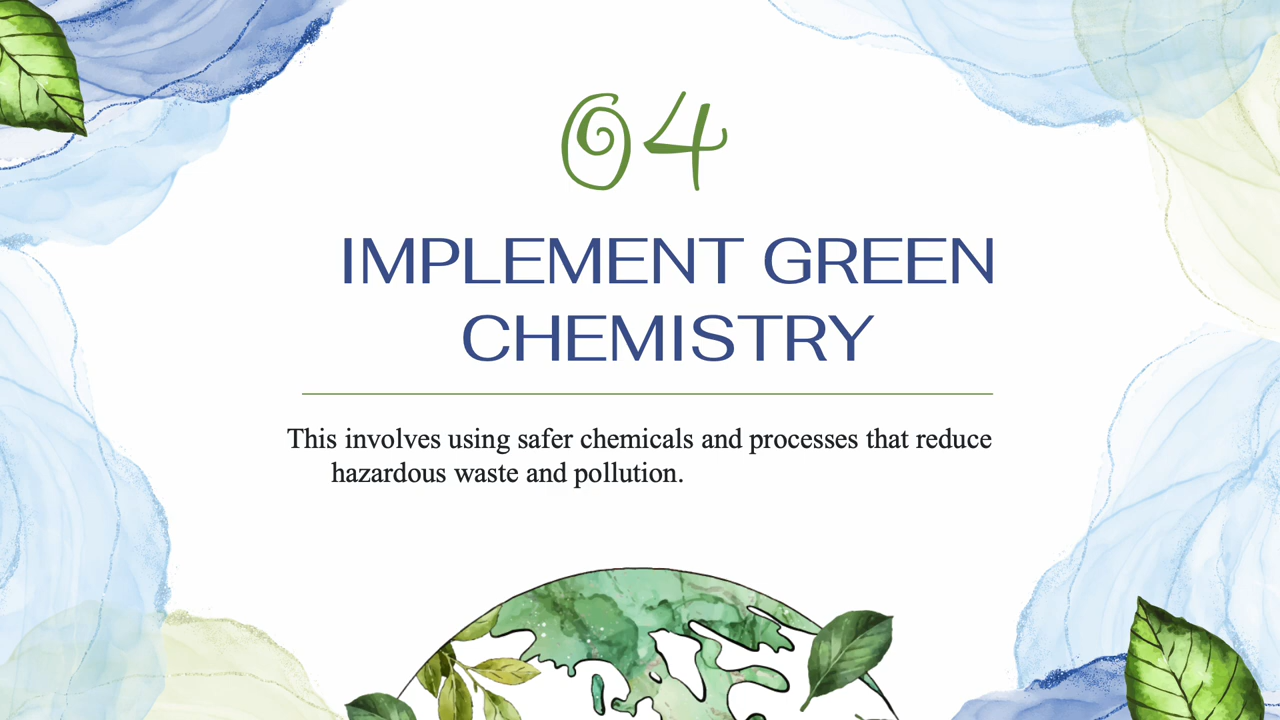 04
IMPLEMENT GREEN
CHEMISTRY
This involves using safer chemicals and processes that reduce
hazardous waste and pollution.